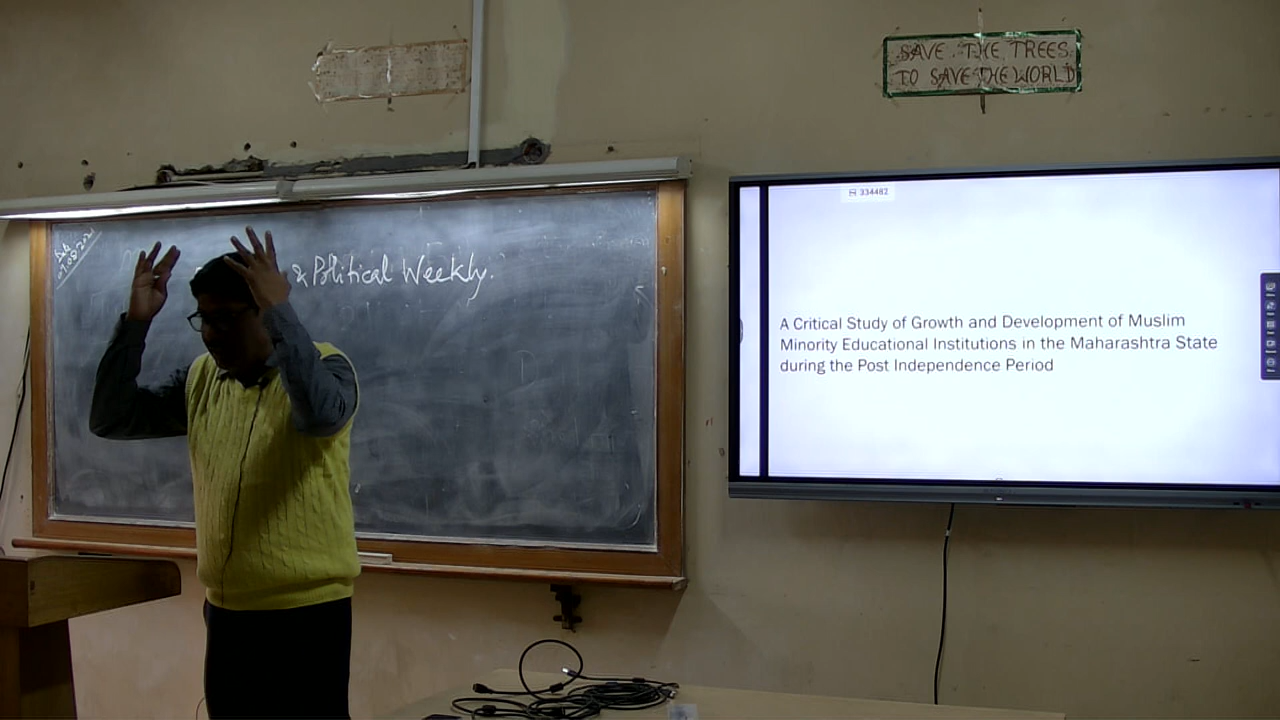 SAVE THE TREES
TO SAVE THE WORLD
& Political Weekly.
334482
A Critical Study of Growth and Development of Muslim
Minority Educational Institutions in the Maharashtra State
during the Post Independence Period